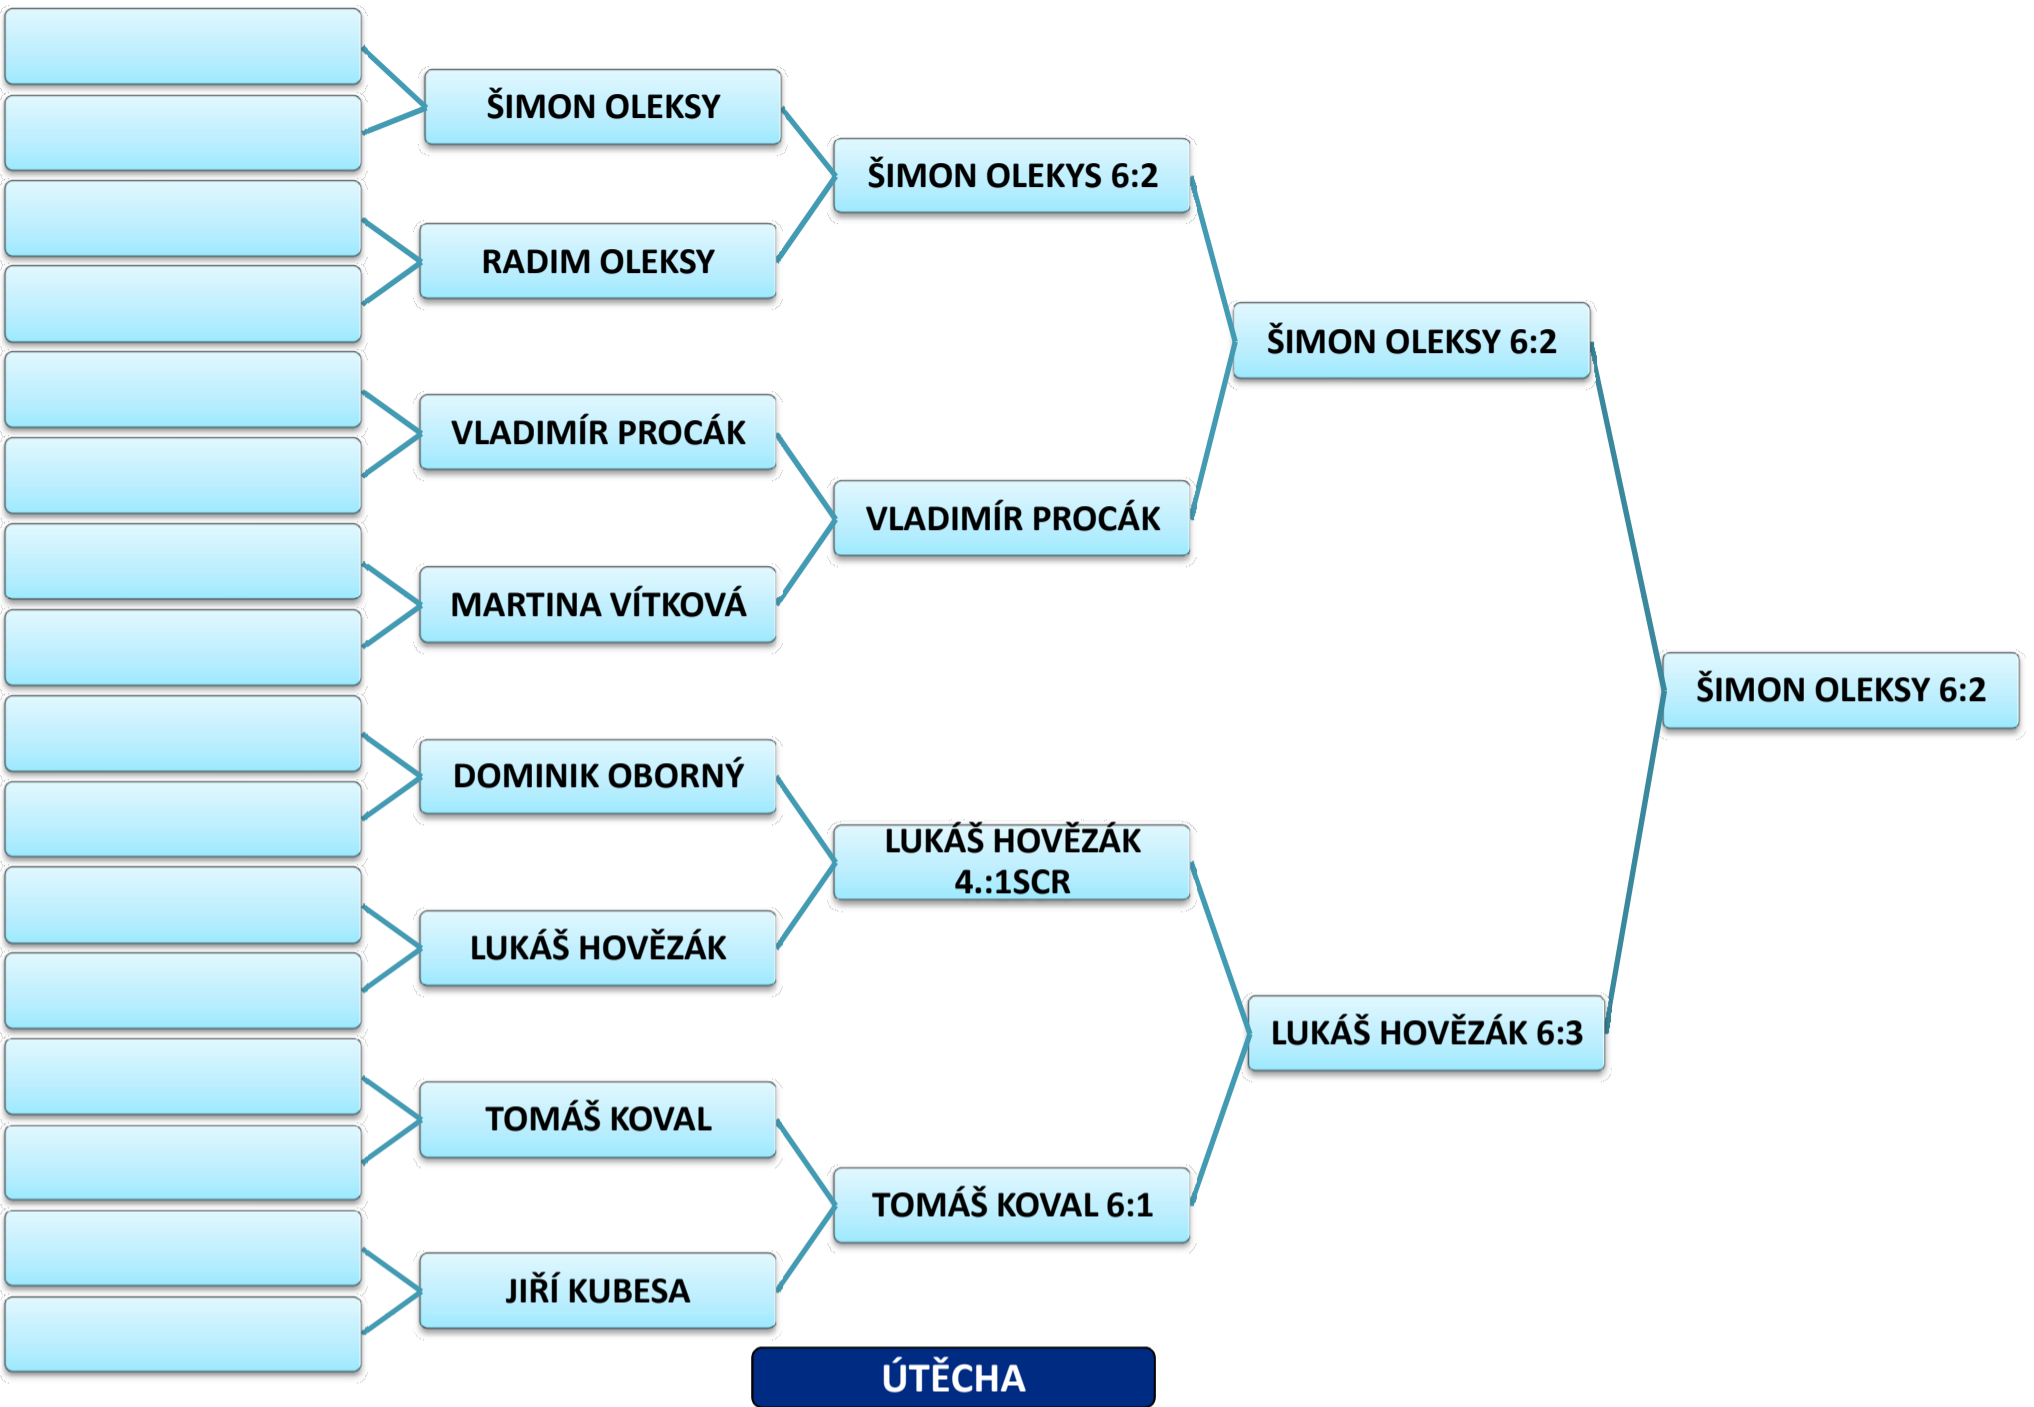 ŠIMON OLEKSY
RADIM OLEKSY
VLADIMÍR PROCÁK
MARTINA VÍTKOVÁ
DOMINIK OBORNÝ
LUKÁŠ HOVĚZÁK
TOMÁŠ KOVAL
JIŘÍ KUBESA
ŠIMON OLEKYS 6:2
VLADIMÍR PROCÁK
LUKÁŠ HOVĚZÁK
4.:1SCR
TOMÁŠ KOVAL 6:1
ŠIMON OLEKSY 6:2
LUKÁŠ HOVĚZÁK 6:3
ŠIMON OLEKSY 6:2
ÚTĚCHA